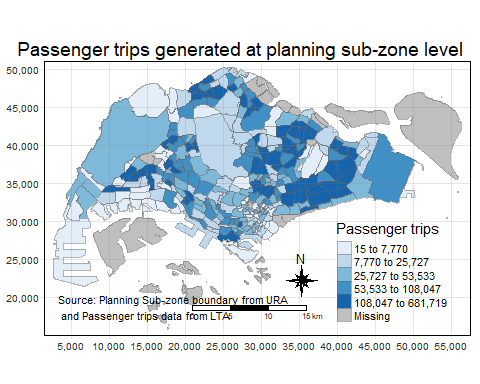 Passenger trips generated at planning sub-zone level
50,000
45,000
40,000
35,000
30,000
25,000
20,000
Passenger trips
15 to 7,770
7,770 to 25,727
25,727 to 53,533
53,533 to 108,047
108,047 to 681,719
Missing
N
Source: Planning Sub-zone boundary from URA
and Passenger trips data from LTA
5 10 15 km
5,000 10,000 15,000 20,000 25,000 30,000 35,000 40,000 45,000 50,000 55,000